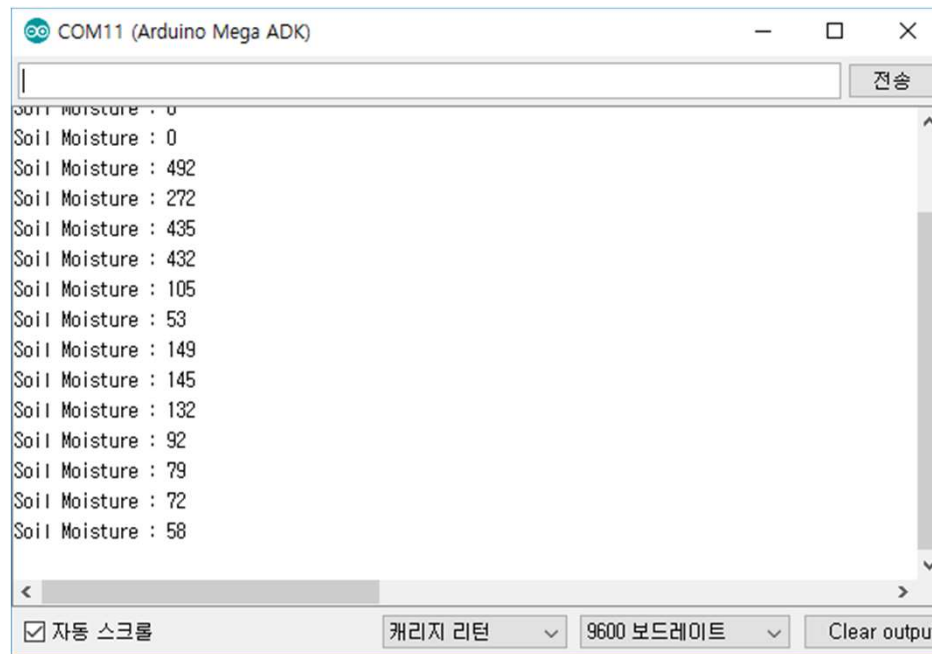 COM11 (Arduino Mega ADK)
전송
Soil Moisture : 0
Soil Moisture : 0
Soil Moisture : 492
Soil Moisture : 272
Soil Moisture : 435
Soil Moisture : 432
Soil Moisture : 105
Soil Moisture : 53
Soil Moisture : 149
Soil Moisture : 145
Soil Moisture : 132
Soil Moisture : 92
Soil Moisture : 79
Soil Moisture : 72
Soil Moisture : 58
자동 스크롤
캐리지 리턴
9600 보드레이트
Clear outpu